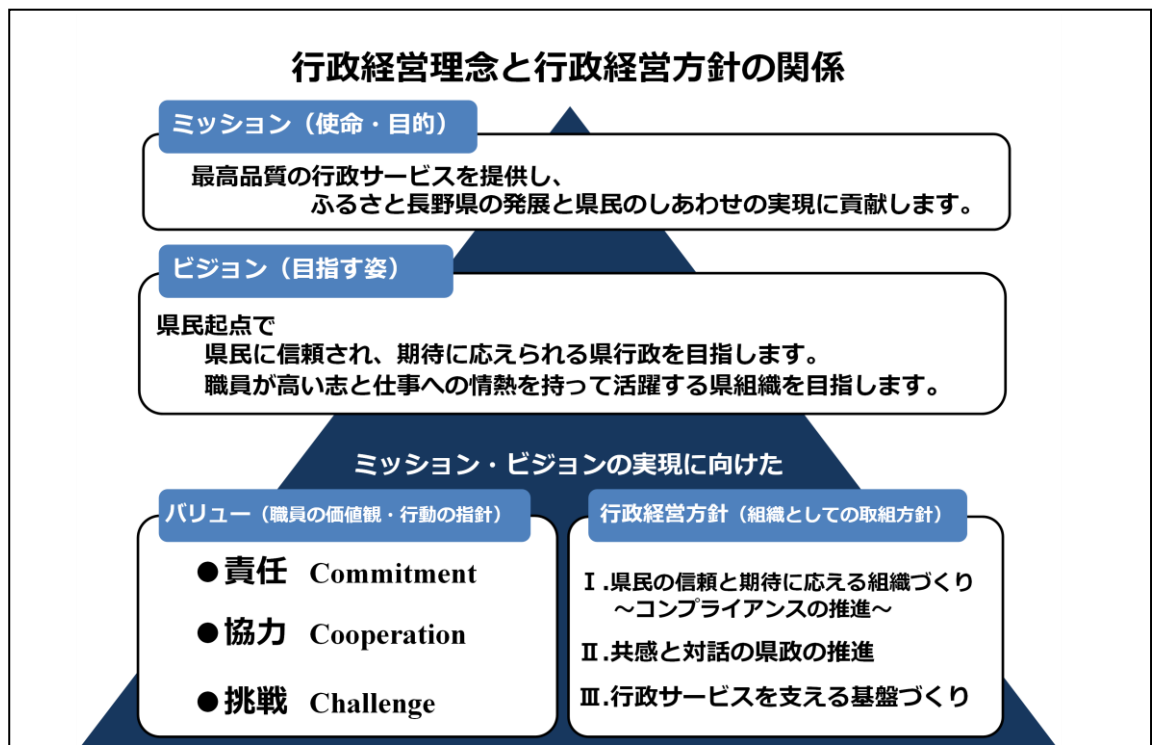 行政経営理念と行政経営方針の関係
ミッション（使命・目的）
最高品質の行政サービスを提供し、
ふるさと長野県の発展と県民のしあわせの実現に貢献します。
ビジョン（目指す姿）
県民起点で
県民に信頼され、期待に応えられる県行政を目指します。
職員が高い志と仕事への情熱を持って活躍する県組織を目指します。
ミッション・ビジョンの実現に向けた
バリュー（職員の価値観・行動の指針）
●責任 Commitment
●協力 Cooperation
●挑戦 Challenge
行政経営方針（組織としての取組方針）
Ⅰ.県民の信頼と期待に応える組織づくり
～コンプライアンスの推進～
Ⅱ.共感と対話の県政の推進
Ⅲ.行政サービスを支える基盤づくり